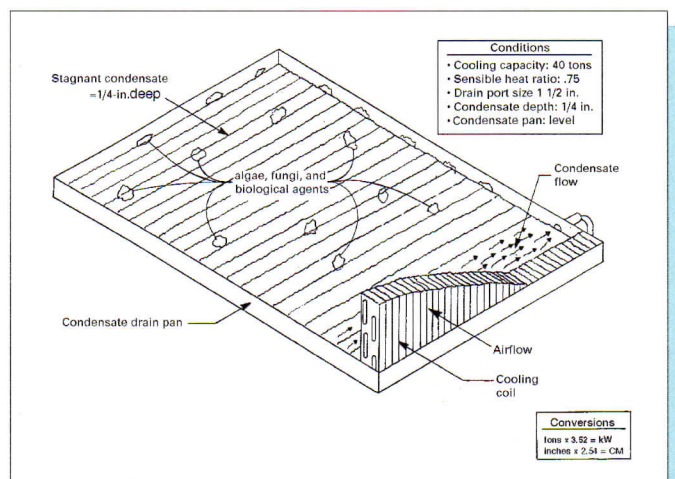 Conditions
• Cooling capacity: 40 tons
• Sensible heat ratio: .75
• Drain port size 1 1/2 in.
• Condensate depth: 1/4 in.
• Condensate pan: level
Stagnant condensate
=1/4-in.deep
algae, fungi, and
biological agents
Condensate
flow
Condensate drain pan
Airflow
Cooling
coil
Conversions
tons x 3.52 = kW
inches x 2.54 = CM